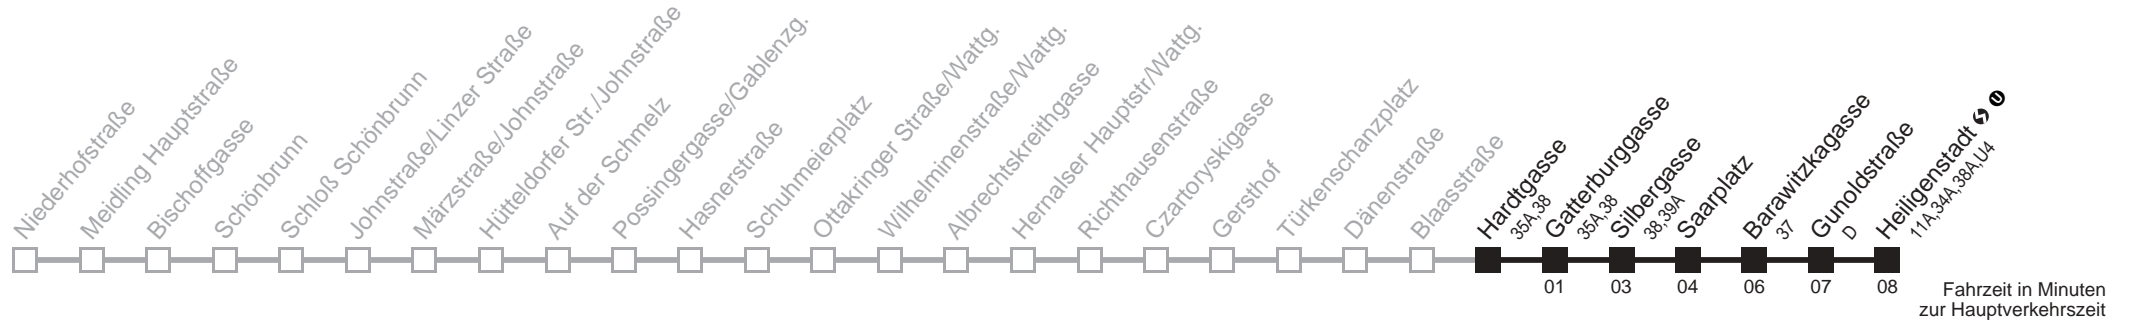 Niederhofstraße
Meidling Hauptstraße
Bischoffgasse
Schönbrunn
Schloß Schönbrunn
Johnstraße/Linzer Straße
Märzstraße/Johnstraße
Hütteldorfer Str./Johnstraße
Auf der Schmelz
Possingergasse/Gablenzg.
Hasnerstraße
Schuhmeierplatz
Ottakringer Straße/Wattg.
Wilhelminenstraße/Wattg.
Albrechtskreithgasse
Hernalser Hauptstr/Wattg.
Richthausenstraße
Czartoryskigasse
Gersthof
Türkenschanzplatz
Dänenstraße
Blaasstraße
Hardtgasse
35A,38
Gatterburggasse
35A,38
Silbergasse
38,39A
Saarplatz
Barawitzkagasse
37
Gunoldstraße
D
Heiligenstadt S U
11A,34A,38A,U4
01 03 04 06 07 08
Fahrzeit in Minuten
zur Hauptverkehrszeit